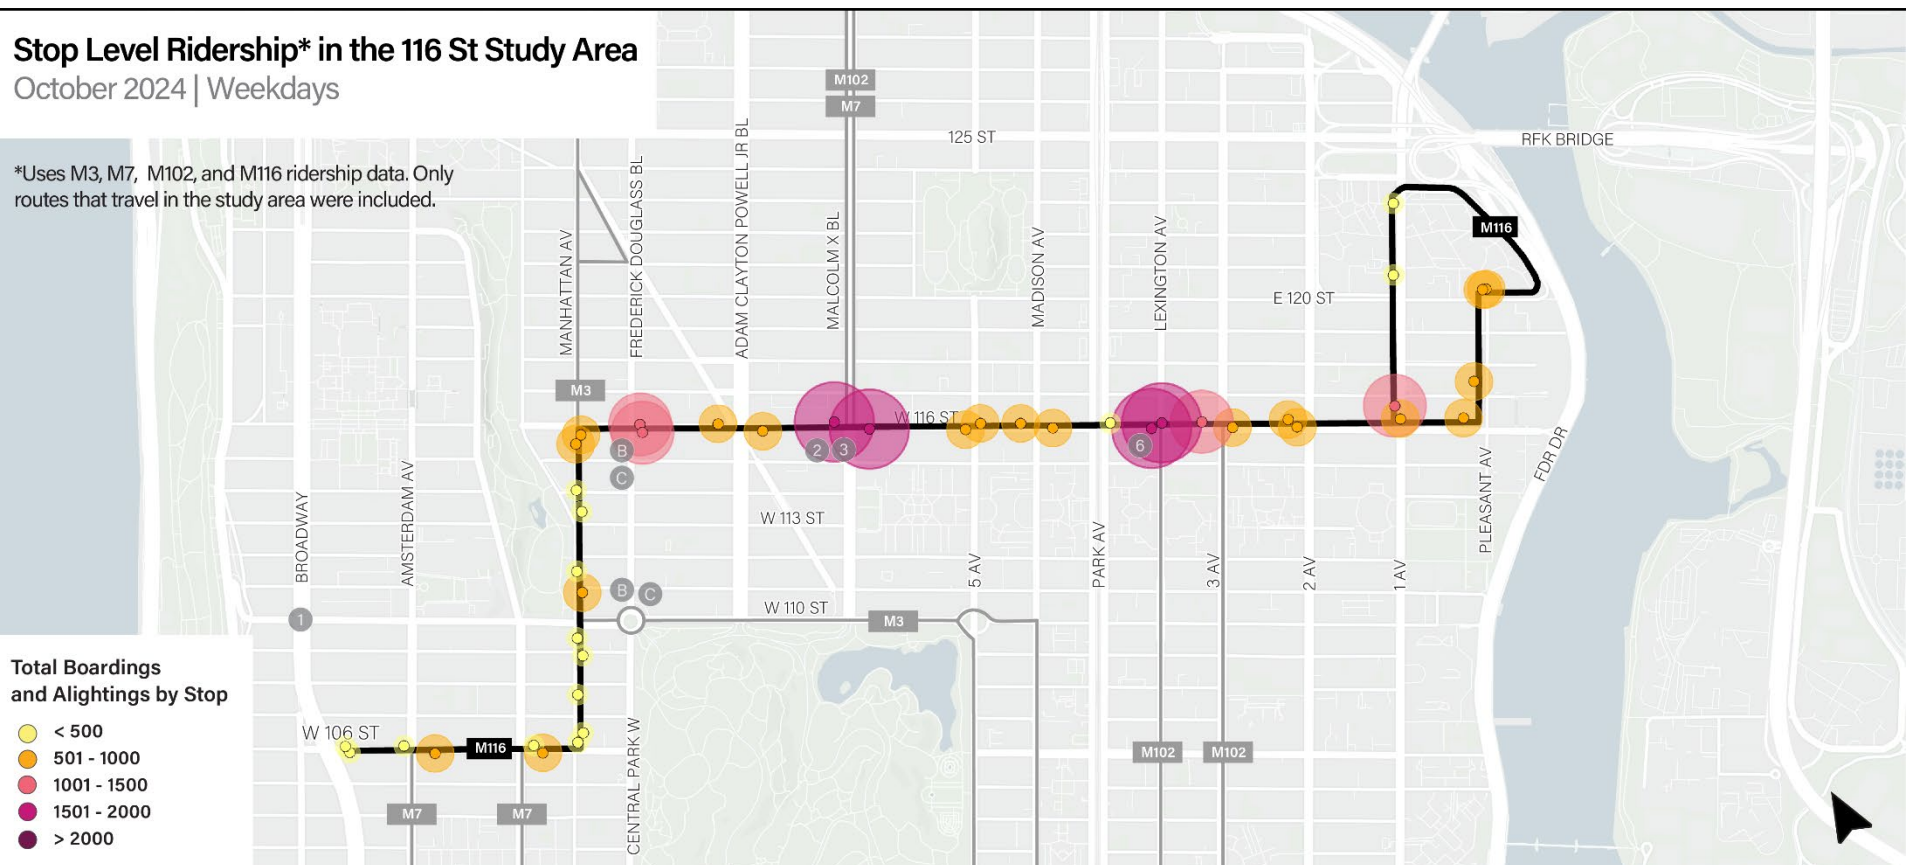 Stop Level Ridership* in the 116 St Study Area
October 2024 | Weekdays
*Uses M3, M7, M102, and M116 ridership data. Only
routes that travel in the study area were included.
M102
M7
125 ST
RFK BRIDGE
MANHATTAN AV
FREDERICK DOUGLASS BL
ADAM CLAYTON POWELL JR BL
MALCOLM X BL
MADISON AV
LEXINGTON AV
E 120 ST
M116
M3
W 116 ST
B
C
2
3
6
BROADWAY
AMSTERDAM AV
W 113 ST
5 AV
PARK AV
3 AV
2 AV
1 AV
PLEASANT AV
FDR DR
1
B
C
W 110 ST
M3
W 106 ST
M116
CENTRAL PARK W
M102
M102
M7
M7
Total Boardings
and Alightings by Stop
< 500
501 - 1000
1001 - 1500
1501 - 2000
> 2000